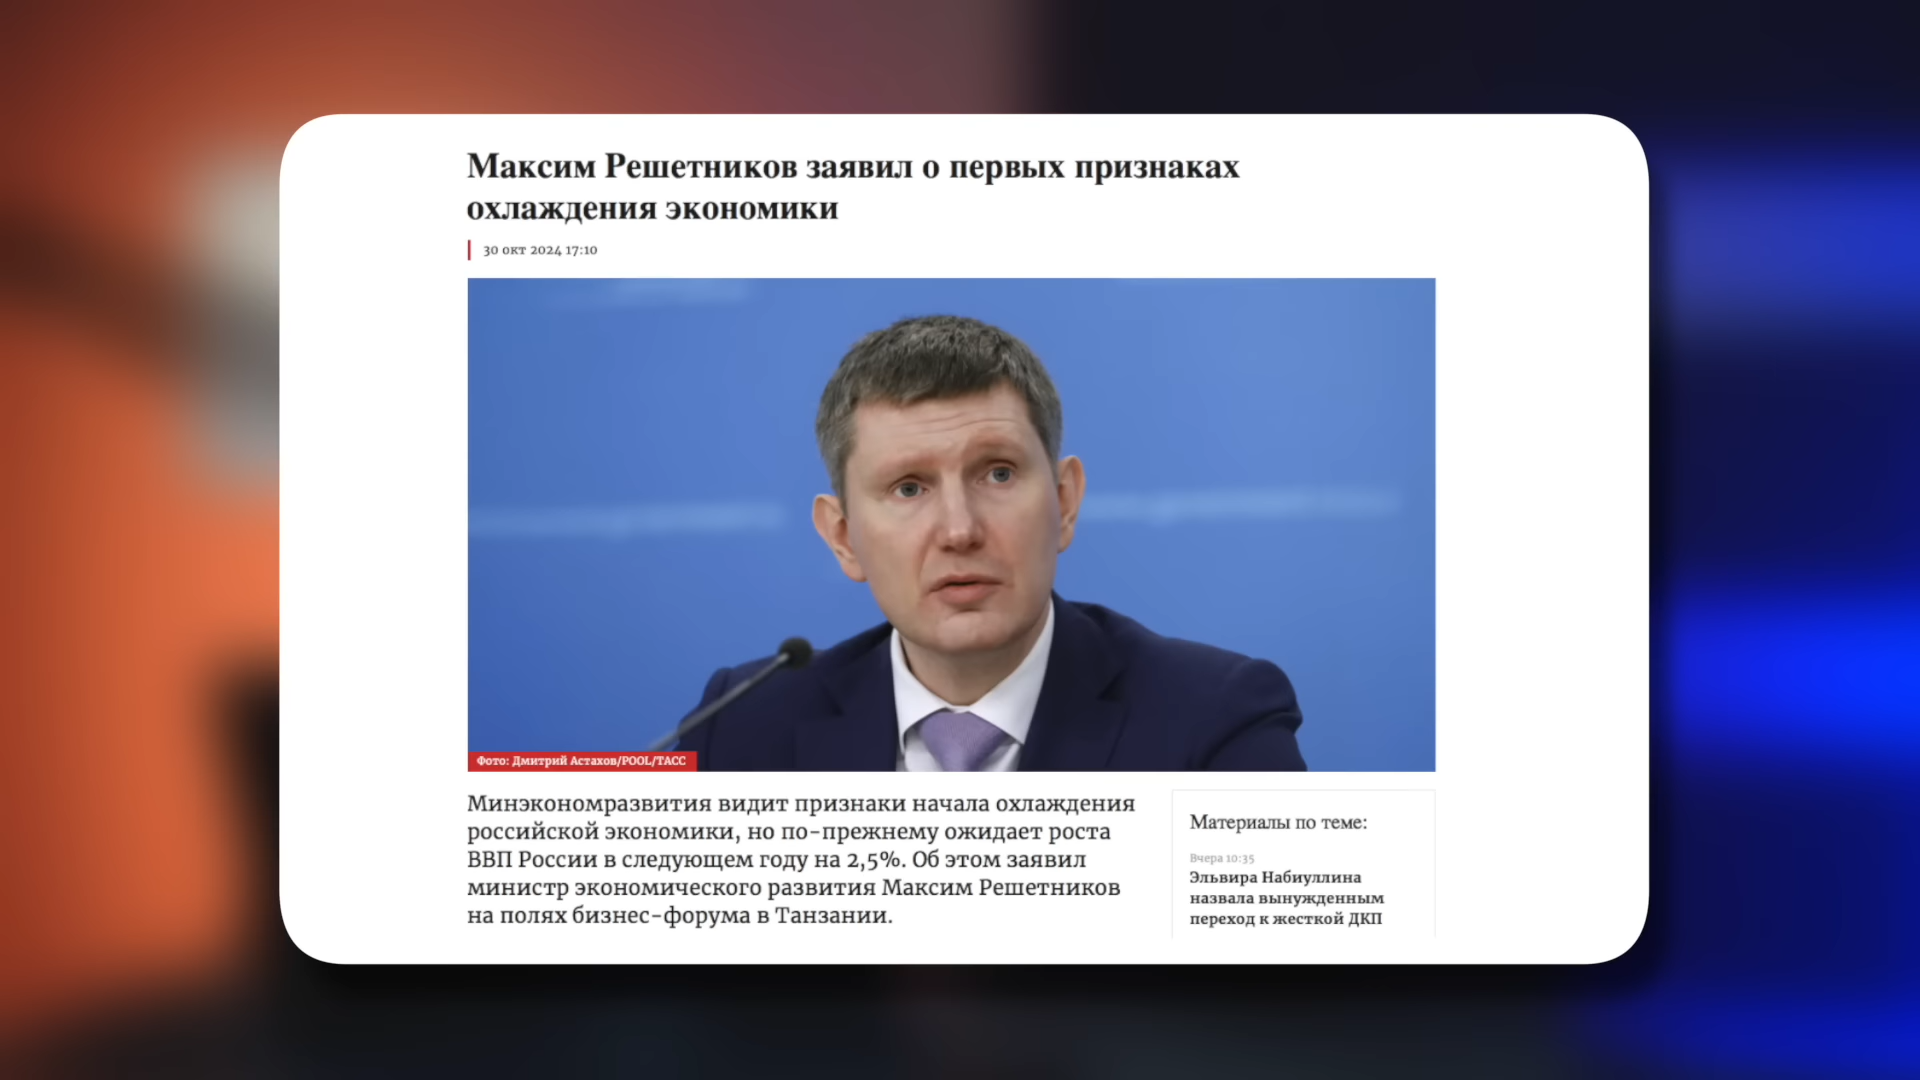 Максим Решетников заявил о первых признаках
охлаждения экономики
30 окт 2024 17:10
Фото: Дмитрий Астахов/POOL/ТАСС
Минэкономразвития видит признаки начала охлаждения
российской экономики, но по-прежнему ожидает роста
ВВП России в следующем году на 2,5%. Об этом заявил
министр экономического развития Максим Решетников
на полях бизнес-форума в Танзании.
Материалы по теме:
Вчера 10:35
Эльвира Набиуллина
назвала вынужденным
переход к жесткой ДКП